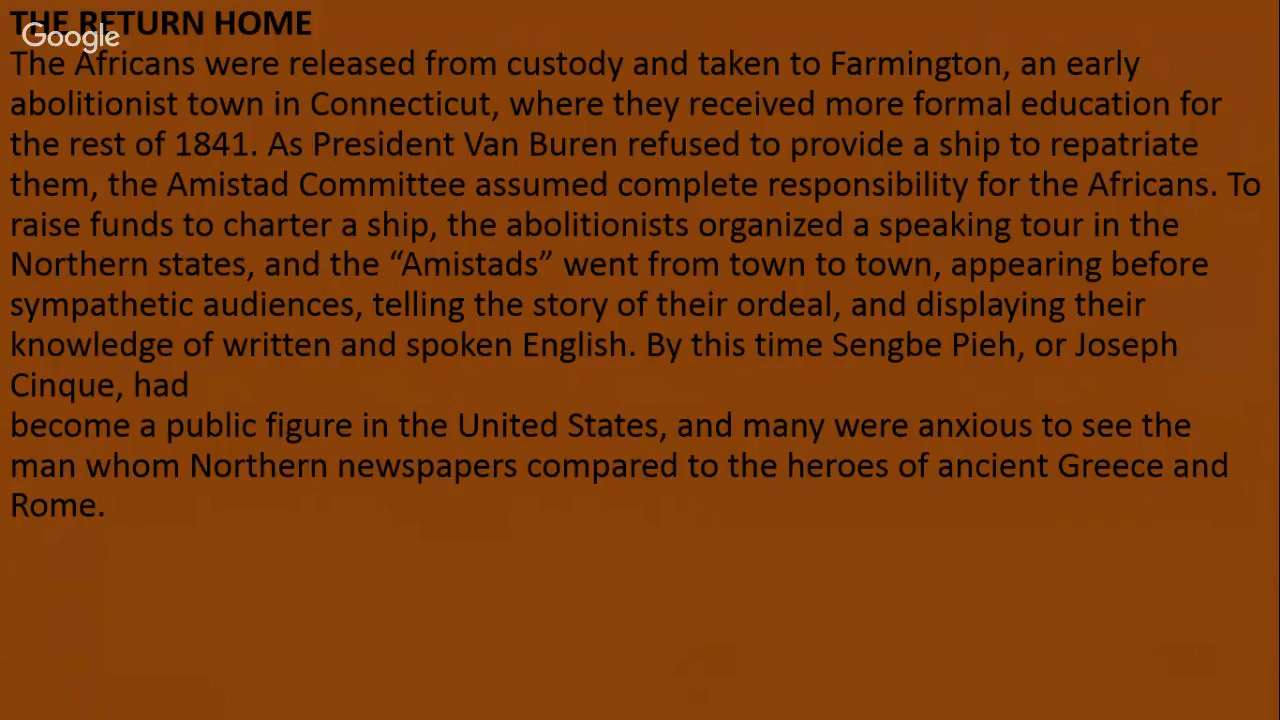 THE RETURN HOME
Google
The Africans were released from custody and taken to Farmington, an early
abolitionist town in Connecticut, where they received more formal education for
the rest of 1841. As President Van Buren refused to provide a ship to repatriate
them, the Amistad Committee assumed complete responsibility for the Africans. To
raise funds to charter a ship, the abolitionists organized a speaking tour in the
Northern states, and the “Amistads” went from town to town, appearing before
sympathetic audiences, telling the story of their ordeal, and displaying their
knowledge of written and spoken English. By this time Sengbe Pieh, or Joseph
Cinque, had
become a public figure in the United States, and many were anxious to see the
man whom Northern newspapers compared to the heroes of ancient Greece and
Rome.